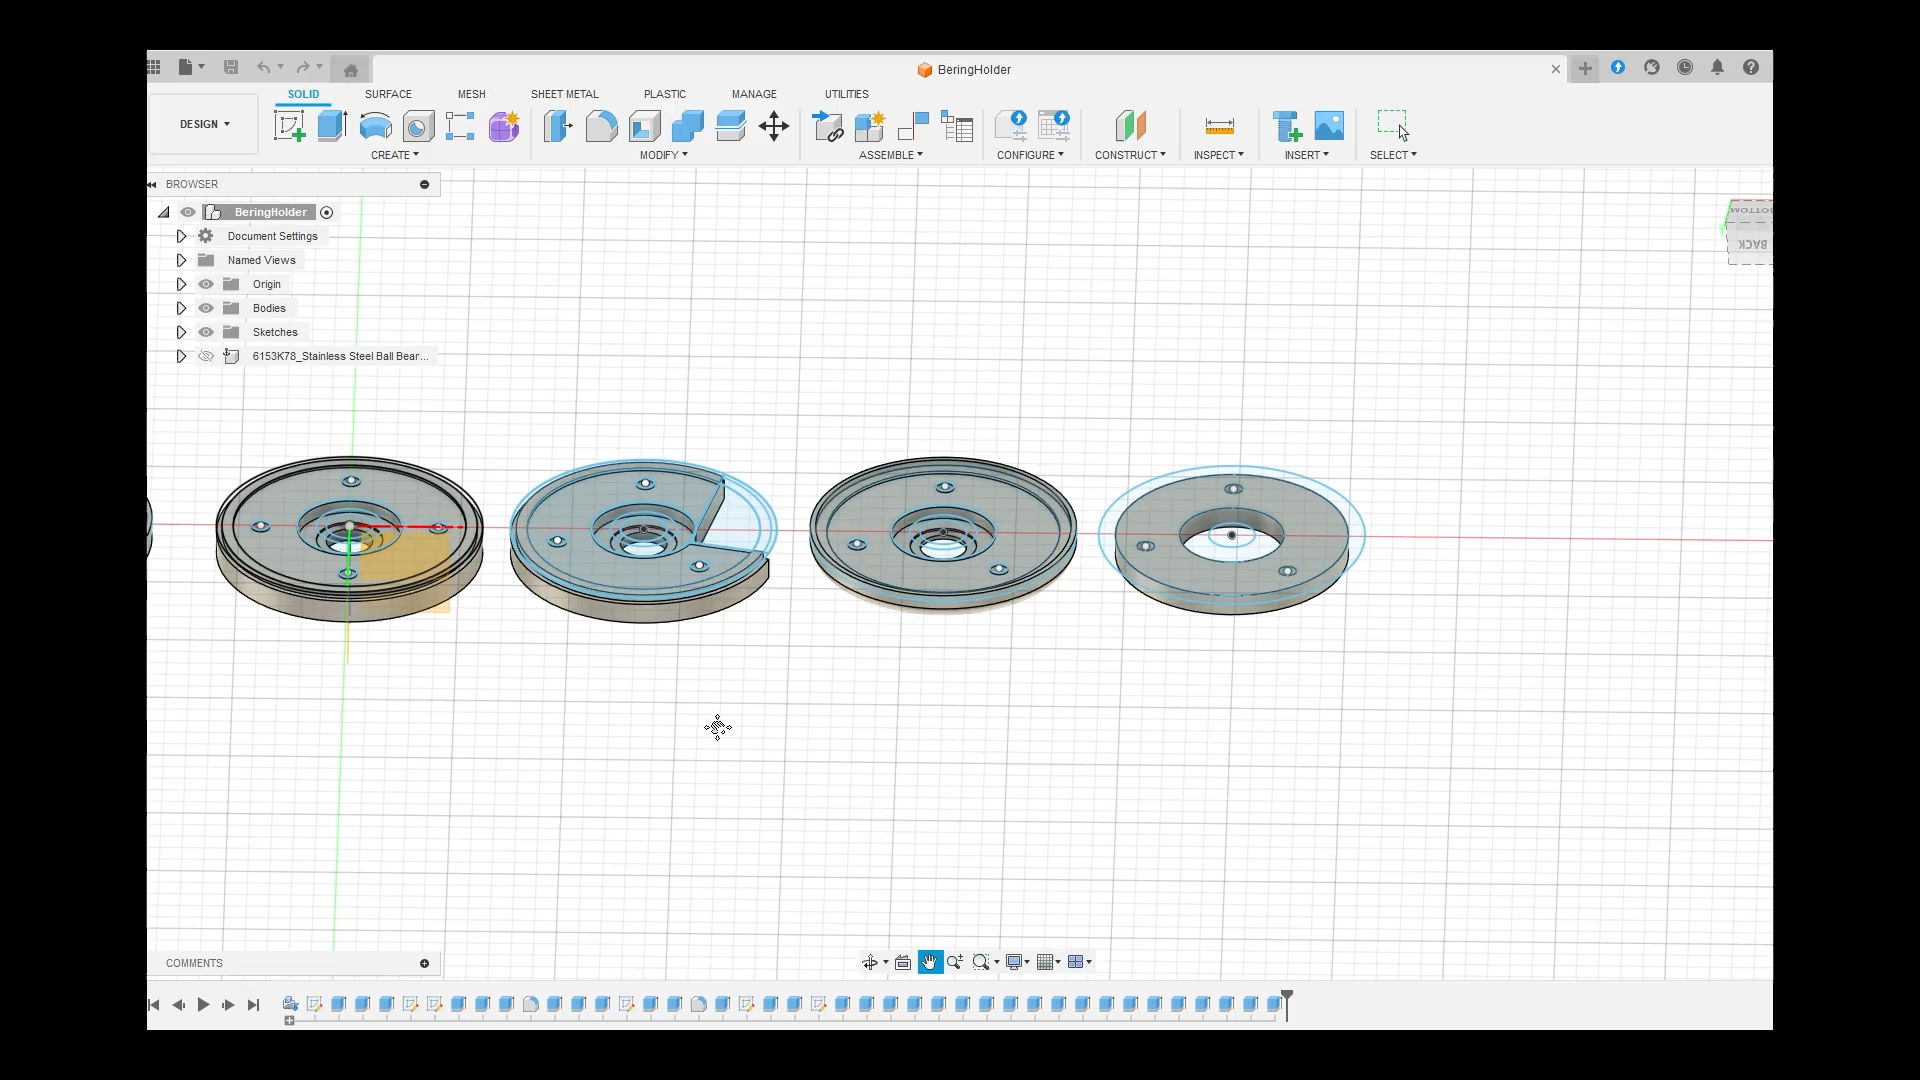 BeringHolder
SOLID SURFACE MESH SHEET METAL PLASTIC MANAGE UTILITIES
DESIGN
CREATE MODIFY ASSEMBLE CONFIGURE CONSTRUCT INSPECT INSERT SELECT
BROWSER
BeringHolder
Document Settings
Named Views
Origin
Bodies
Sketches
6153K78_Stainless Steel Ball Bear...
BOTTOM
BACK
COMMENTS